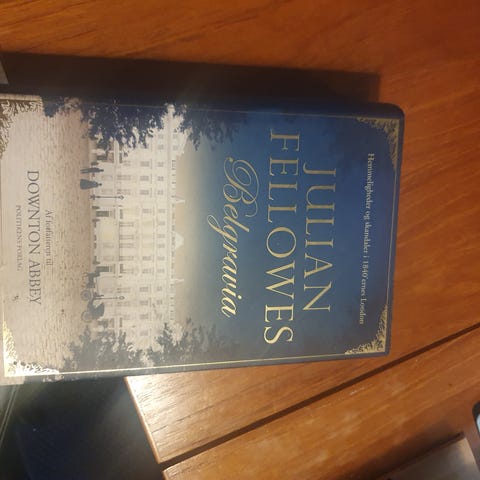 Hemmeligheder og skandaler i 1840'ernes London
JULIAN
FELLOWES
Belgravia
Af forfatteren til
DOWNTON ABBEY
POLITIKENS FORLAG